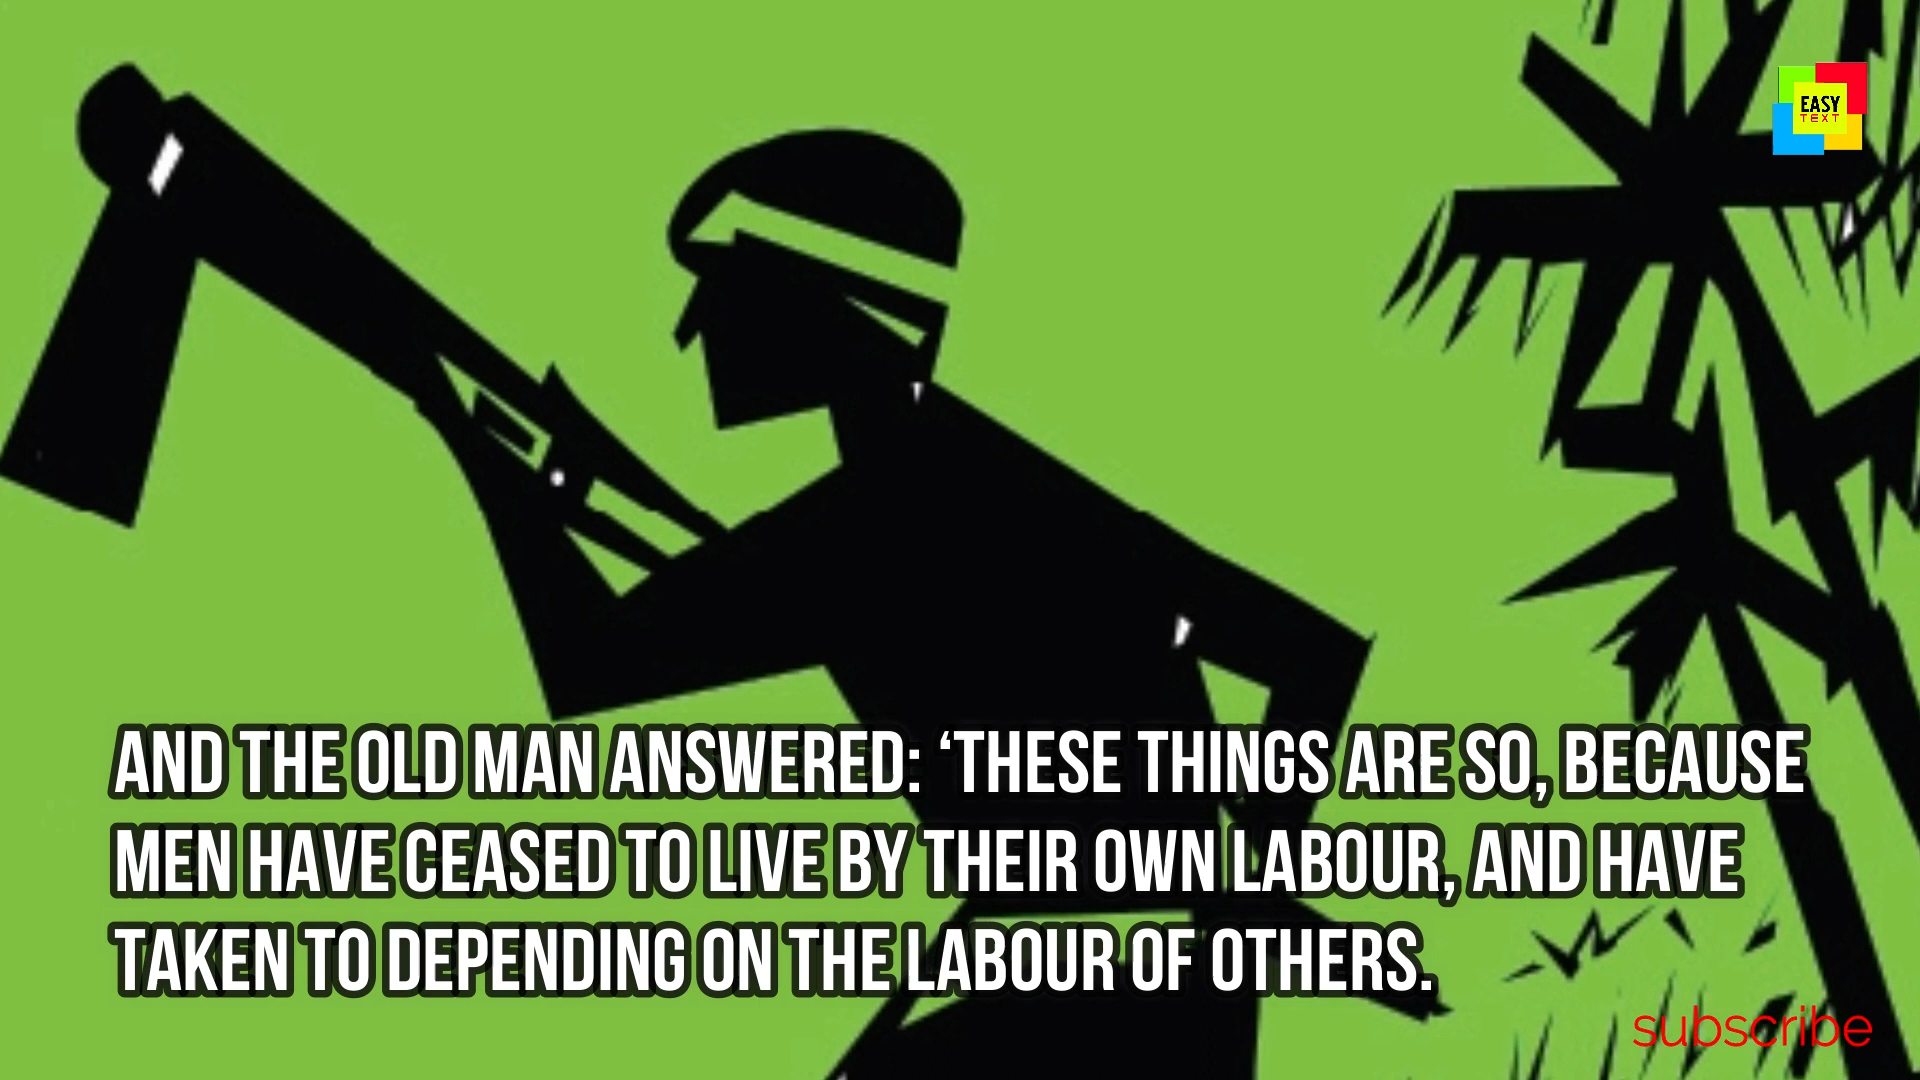 EASY
TEXT
AND THE OLD MAN ANSWERED: ‘THESE THINGS ARE SO, BECAUSE
MEN HAVE CEASED TO LIVE BY THEIR OWN LABOUR, AND HAVE
TAKEN TO DEPENDING ON THE LABOUR OF OTHERS.
subscribe